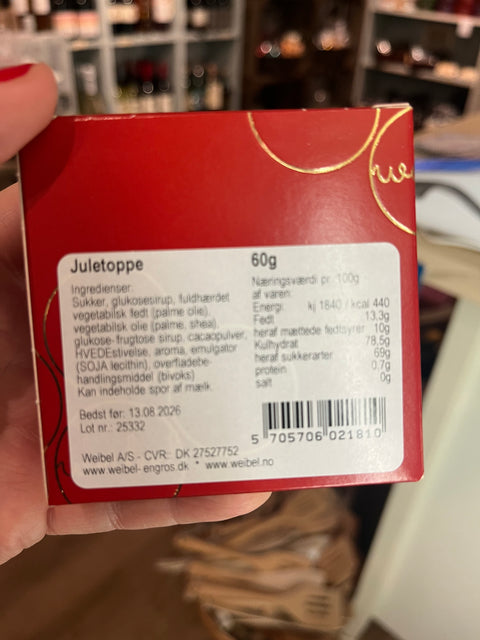 we
Juletoppe
Ingredienser:
Sukker, glukosesirup, fuldhærdet
vegetabilsk fedt (palme olie),
vegetabilsk olie (palme, shea),
glukose-frugtose sirup, cacaopulver,
HVEDEstivelse, aroma, emulgator
(SOJA lecithin), overfladebe-
handlingsmiddel (bivoks)
Kan indeholde spor af mælk.
Bedst før: 13.08.2026
Lot nr.: 25332
60g
Næringsværdi pr. 100g
af varen:
Energi: kj 1840 / kcal 440
Fedt 13,3g
heraf mættede fedtsyrer 10g
Kulhydrat 78,5g
heraf sukkerarter 69g
protein 0,7g
salt 0g
5 705706 021810
Weibel A/S - CVR.: DK 27527752
www.weibel-engros.dk * www.weibel.no